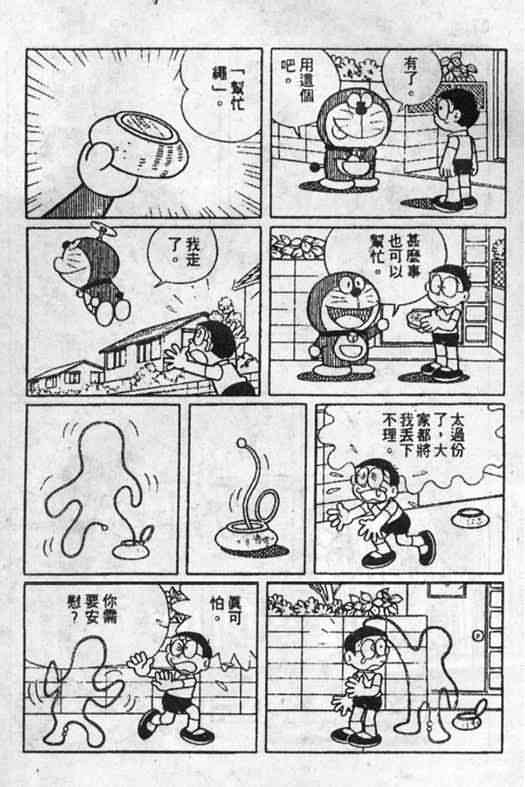 有了。
用這個
吧。
「幫忙
繩」。
甚麼事
也可以
幫忙。
我走
了。
太過份
了，大
家都將
我丟下
不理。
眞可
怕。
你需
要安
慰？